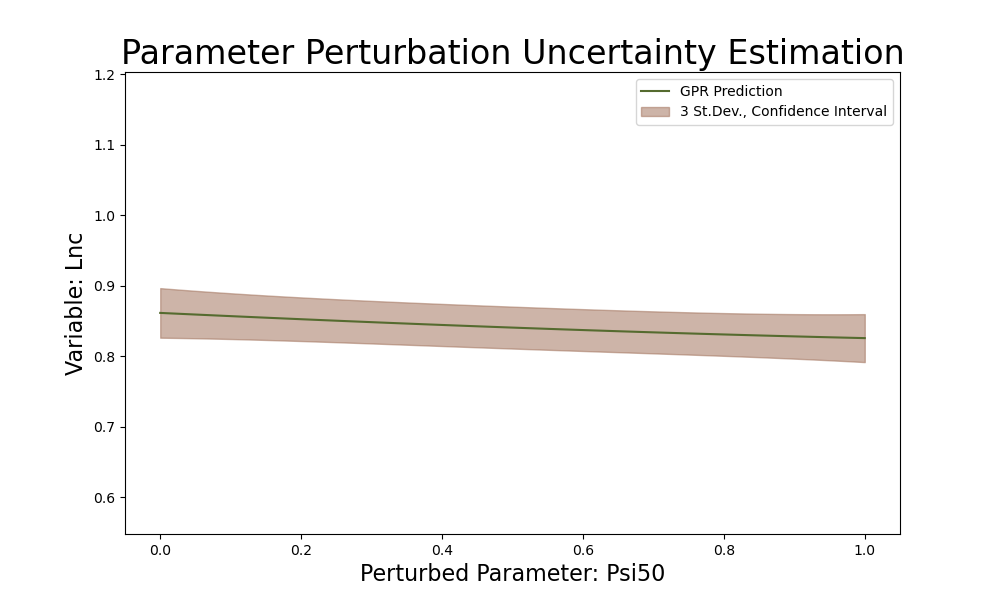 Parameter Perturbation Uncertainty Estimation
GPR Prediction
3 St.Dev., Confidence Interval
Variable: Lnc
1.2
1.1
1.0
0.9
0.8
0.7
0.6
0.0 0.2 0.4 0.6 0.8 1.0
Perturbed Parameter: Psi50